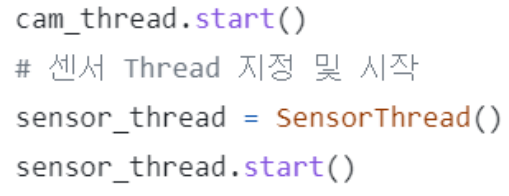 cam_thread.start()
# 센서 Thread 지정 및 시작
sensor_thread = SensorThread()
sensor_thread.start()